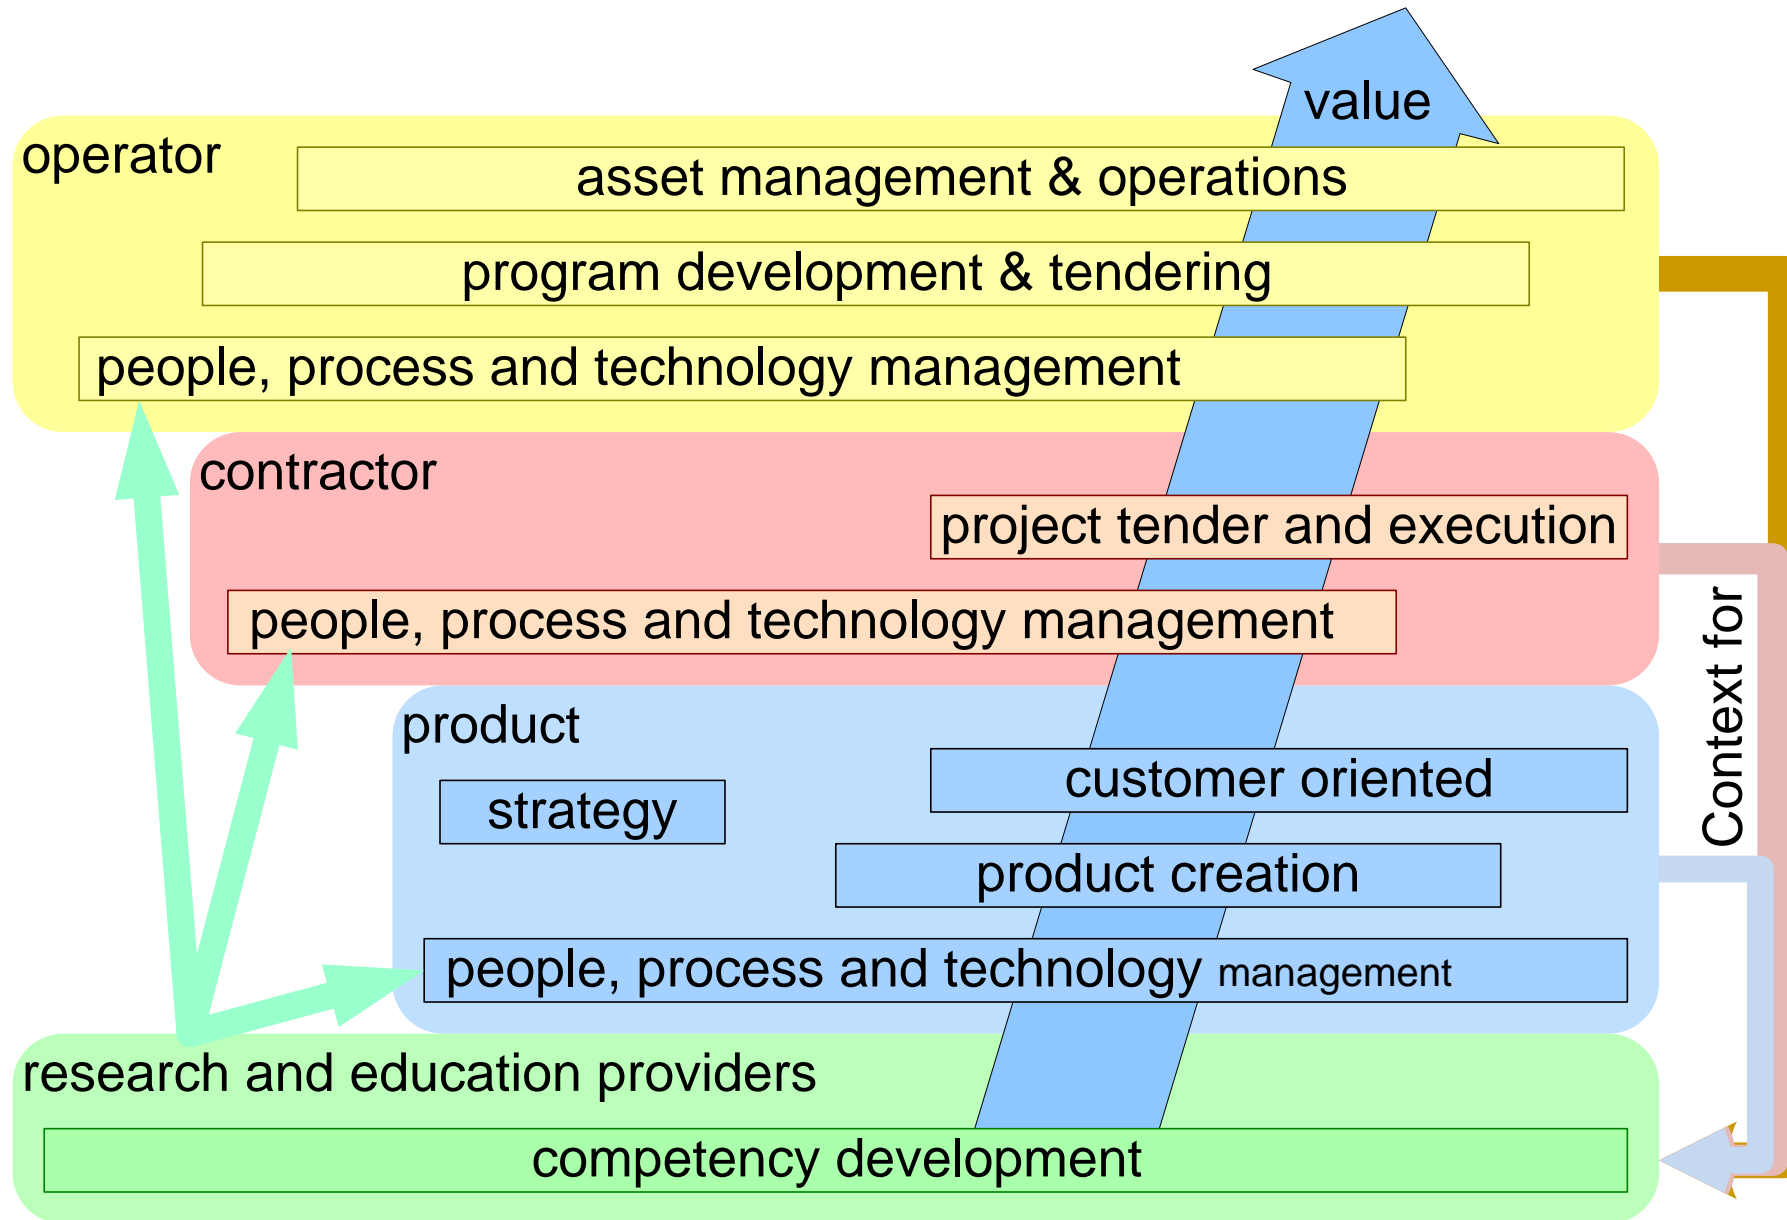 value
operator
asset management & operations
program development & tendering
people, process and technology management
contractor
project tender and execution
people, process and technology management
Context for
product
customer oriented
strategy
product creation
people, process and technology management
research and education providers
competency development